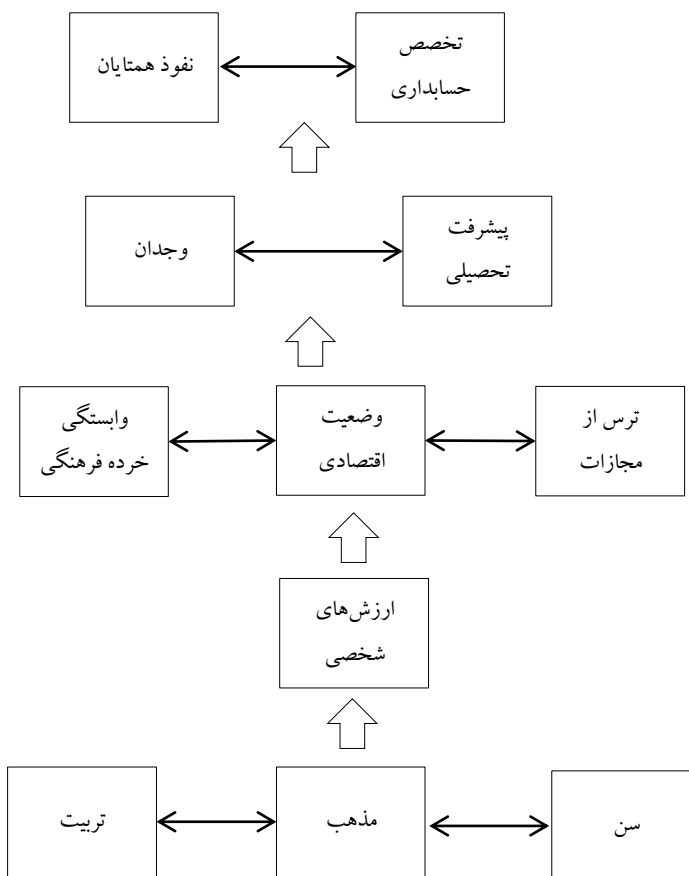 تخصص
حسابداری
نفوذ همتایان
پیشرفت
تحصیلی
وجدان
ترس از
مجازات
وضعیت
اقتصادی
وابستگی
خرده فرهنگی
ارزش‌های
شخصی
سن
مذهب
تربیت